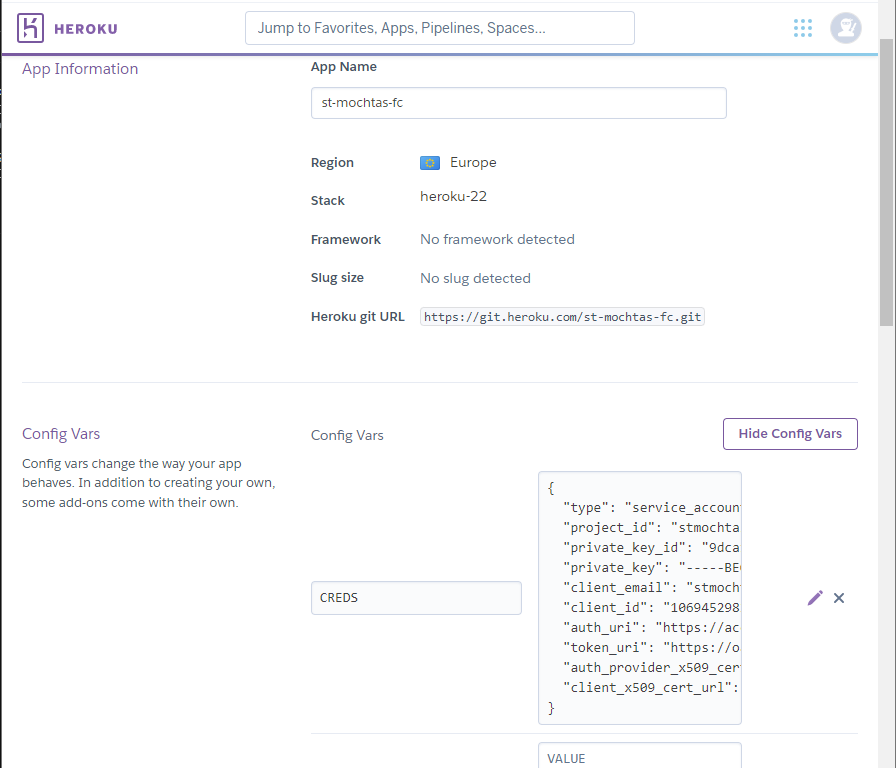 HEROKU
Jump to Favorites, Apps, Pipelines, Spaces...
App Information
App Name
st-mochtas-fc
Region Europe
Stack heroku-22
Framework No framework detected
Slug size No slug detected
Heroku git URL https://git.heroku.com/st-mochtas-fc.git
Config Vars
Config vars change the way your app
behaves. In addition to creating your own,
some add-ons come with their own.
Config Vars
Hide Config Vars
CREDS
{
"type": "service_accoun
"project_id": "stmochta
"private_key_id": "9dca
"private_key": "-----BE
"client_email": "stmoch
"client_id": "106945298
"auth_uri": "https://ac
"token_uri": "https://o
"auth_provider_x509_cer
"client_x509_cert_url":
}
VALUE